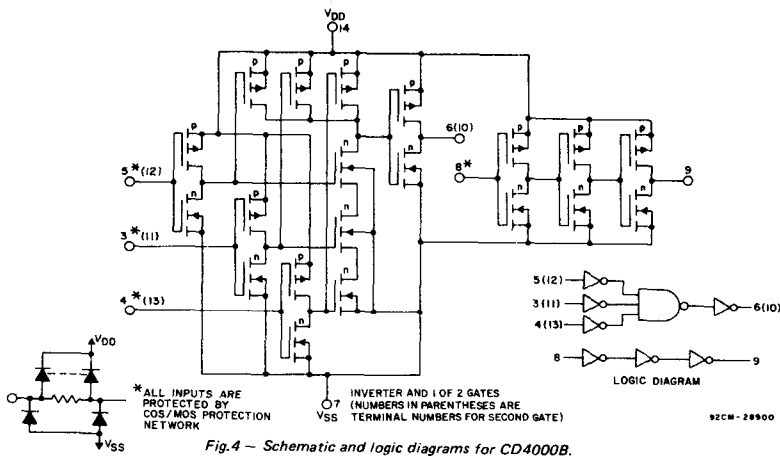 VDD
14
p
p
p
p
p
6(10)
p
p
p
n
n
8*
9
5*(12)
p
n
n
n
n
n
3*(11)
n
p
n
4*(13)
n
5(12)
3(11)
4(13)
6(10)
8
9
LOGIC DIAGRAM
VDD
VSS
*ALL INPUTS ARE
PROTECTED BY
COS/MOS PROTECTION
NETWORK
7
VSS
INVERTER AND 1 OF 2 GATES
(NUMBERS IN PARENTHESES ARE
TERMINAL NUMBERS FOR SECOND GATE)
92CM-28900
Fig.4 — Schematic and logic diagrams for CD4000B.